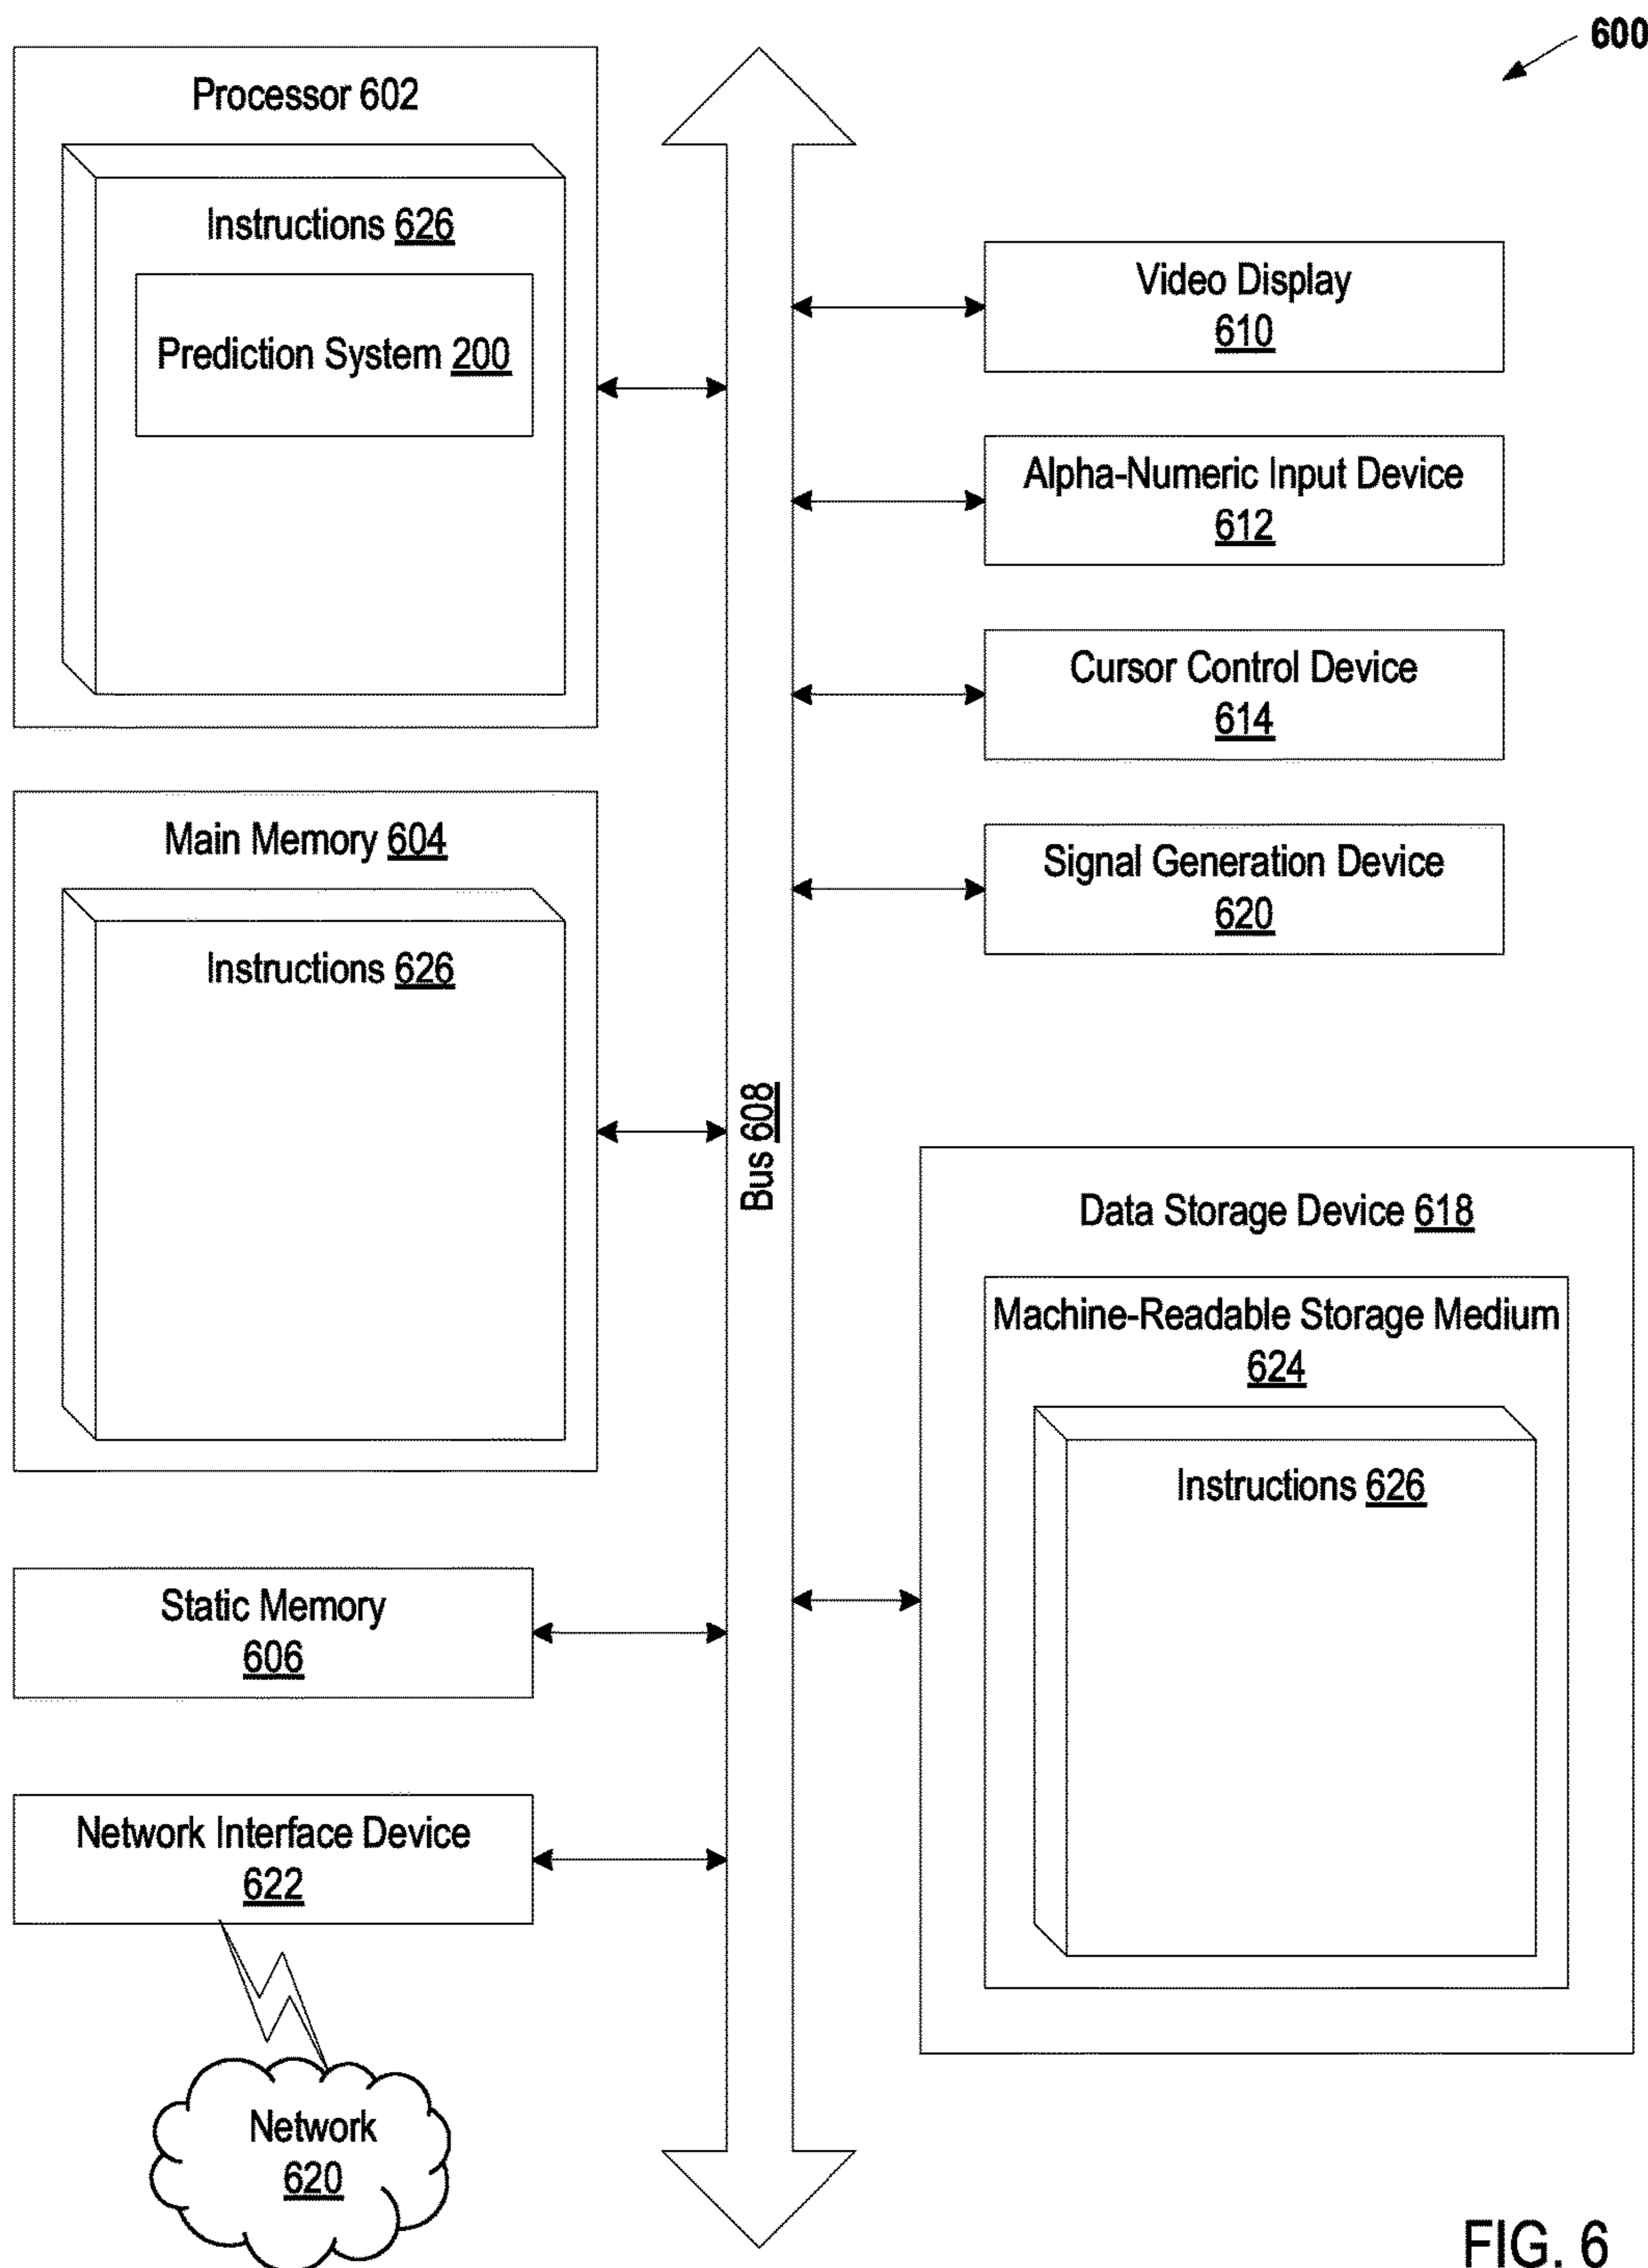 600
Processor 602
Instructions 626
Prediction System 200
Main Memory 604
Instructions 626
Static Memory
606
Network Interface Device
622
Network
620
Bus 608
Video Display
610
Alpha-Numeric Input Device
612
Cursor Control Device
614
Signal Generation Device
620
Data Storage Device 618
Machine-Readable Storage Medium
624
Instructions 626
FIG. 6